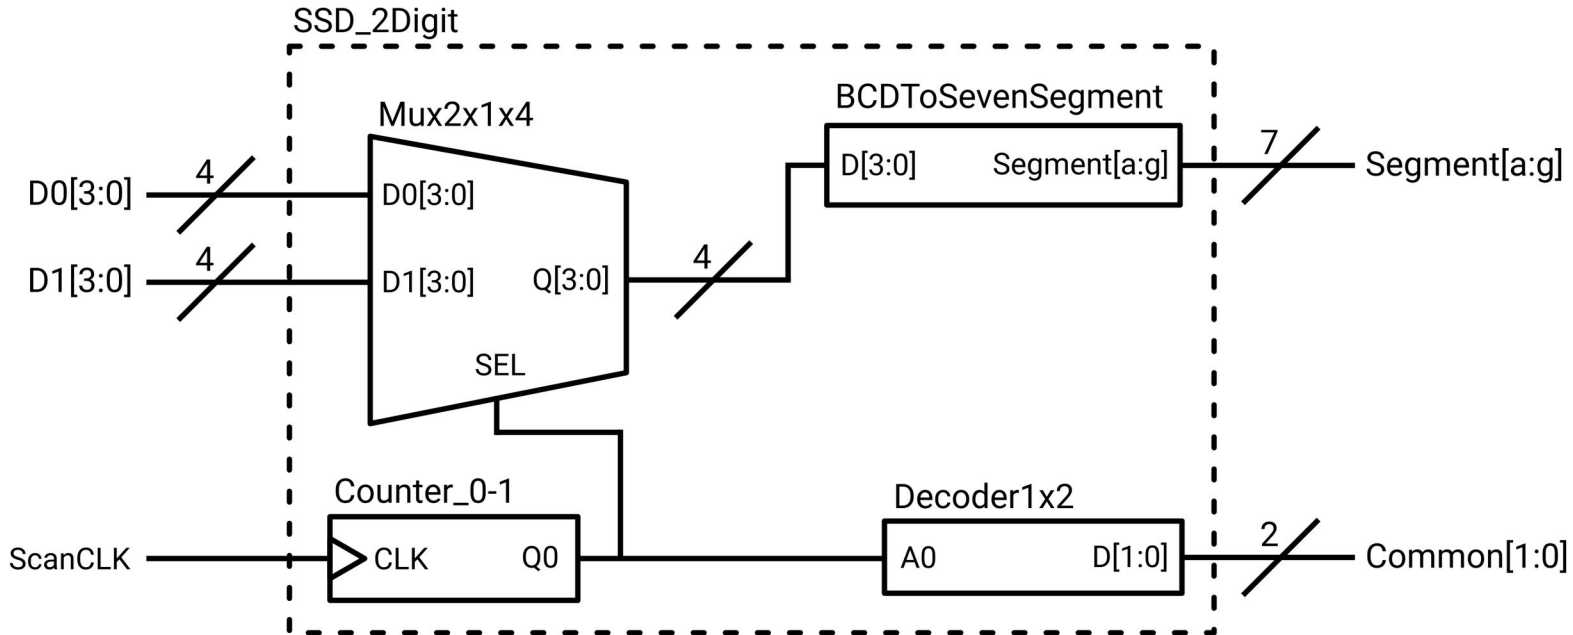 SSD_2Digit
Mux2x1x4
BCDToSevenSegment
D0[3:0]
4
D0[3:0]
D[3:0]
Segment[a:g]
7
Segment[a:g]
D1[3:0]
4
D1[3:0]
Q[3:0]
4
SEL
Counter_0-1
Decoder1x2
ScanCLK
CLK
Q0
A0
D[1:0]
2
Common[1:0]